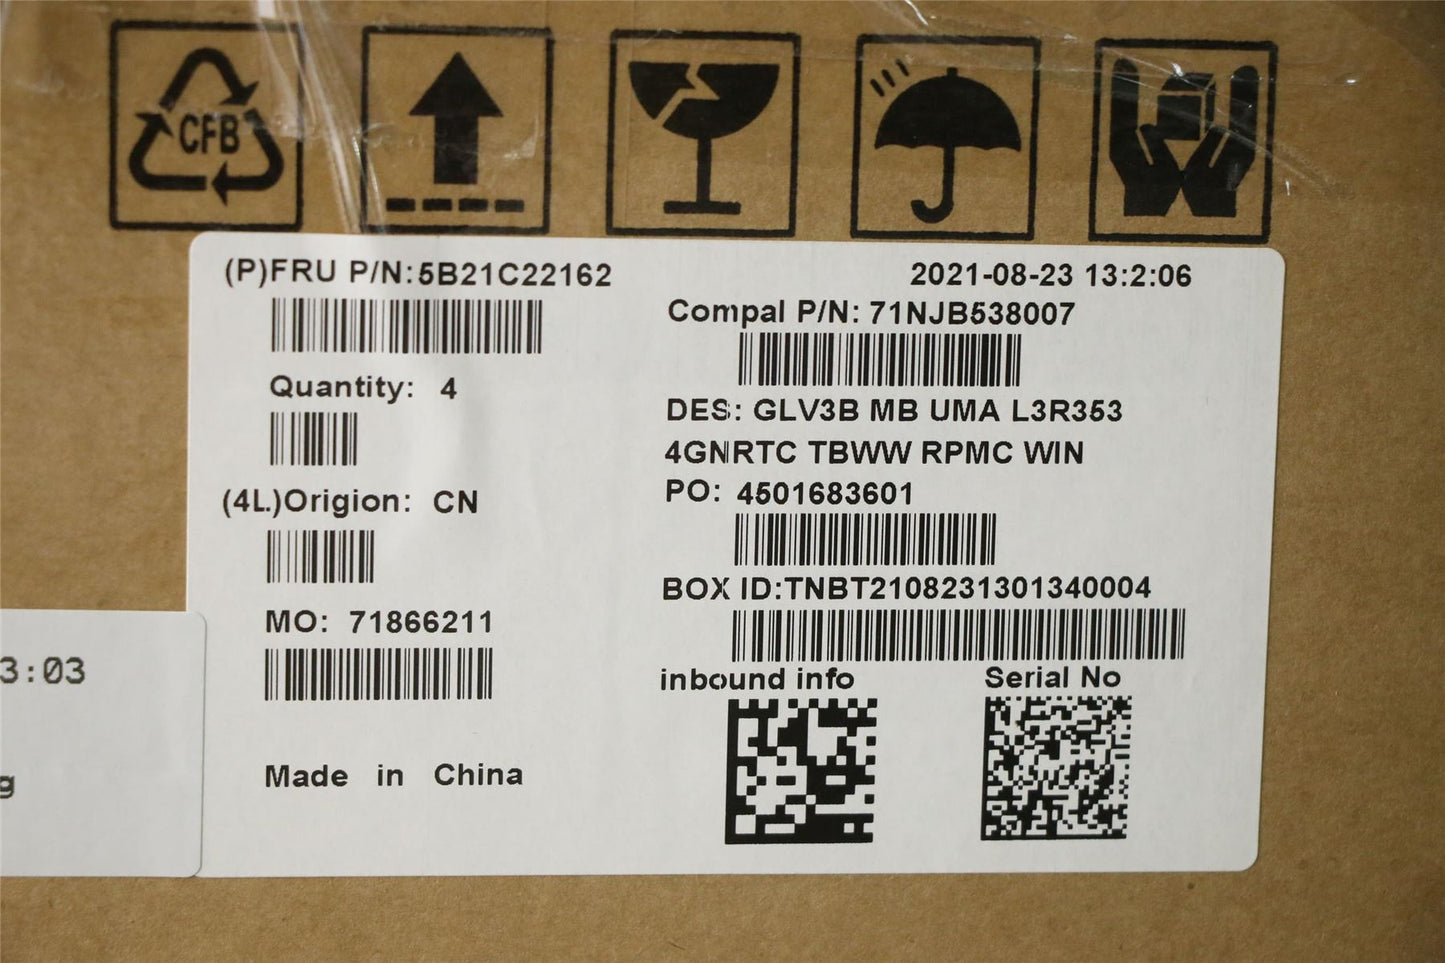 CFB
(P)FRU P/N:5B21C22162
2021-08-23 13:2:06
Compal P/N: 71NJB538007
Quantity: 4
DES: GLV3B MB UMA L3R353
4GNRTC TBWW RPMC WIN
(4L)Origion: CN
PO: 4501683601
BOX ID:TNBT2108231301340004
MO: 71866211
inbound info
Serial No
Made in China
3:03
g